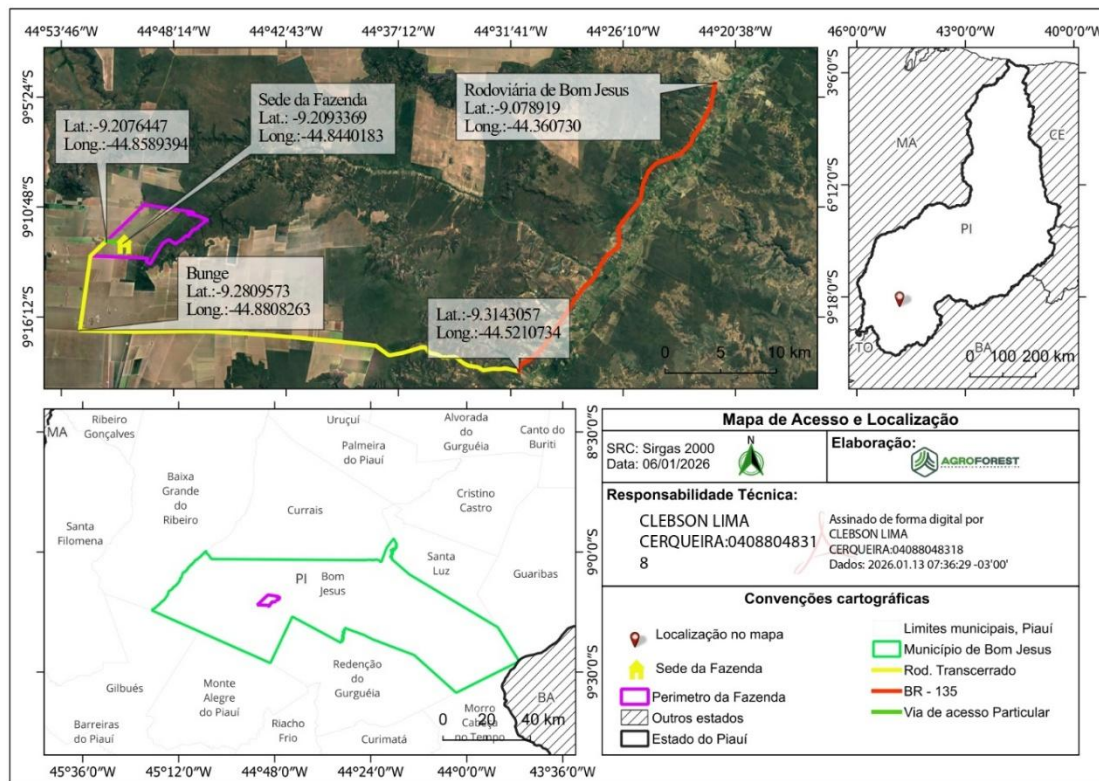 44°53'46"W
44°48'14"W
44°42'43"W
44°37'12"W
44°31'41"W
44°26'10"W
44°20'38"W
9°5'24"S
9°10'48"S
9°16'12"S
Lat.:-9.2076447
Long.:-44.8589394
Sede da Fazenda
Lat.: -9.2093369
Long.:-44.8440183
Rodoviária de Bom Jesus
Lat.:-9.078919
Long.:-44.360730
Bunge
Lat.:-9.2809573
Long.:-44.8808263
Lat.:-9.3143057
Long.:-44.5210734
0 5 10 km
46°0'0"W
43°0'0"W
40°0'0"W
3°6'0"S
6°12'0"S
9°18'0"S
MA
CE
PI
TO
BA
0 100 200 km
MA
Ribeiro
Gonçalves
Uruçuí
Alvorada
do
Gurguéia
Canto do
Buriti
Palmeira
do Piauí
Baixa
Grande
do
Ribeiro
Cristino
Castro
Currais
Santa
Filomena
Santa
Luz
Guaribas
PI
Bom
Jesus
Redenção
do
Gurguéia
Gilbués
Monte
Alegre
do Piauí
BA
Barreiras
do Piauí
Riacho
Frio
Curimatá
Morro
Cabeça
no Tempo
0 20 40 km
8°30'0"S
9°0'0"S
9°30'0"S
45°36'0"W
45°12'0"W
44°48'0"W
44°24'0"W
44°0'0"W
43°36'0"W
Mapa de Acesso e Localização
SRC: Sirgas 2000
Data: 06/01/2026
N
Elaboração:
AGROFOREST
Responsabilidade Técnica:
CLEBSON LIMA
CERQUEIRA:0408804831
8
Assinado de forma digital por
CLEBSON LIMA
CERQUEIRA:04088048318
Dados: 2026.01.13 07:36:29 -03'00'
Convenções cartográficas
Localização no mapa
Sede da Fazenda
Perimetro da Fazenda
Outros estados
Estado do Piauí
Limites municipais, Piauí
Município de Bom Jesus
Rod. Transcerrado
BR - 135
Via de acesso Particular